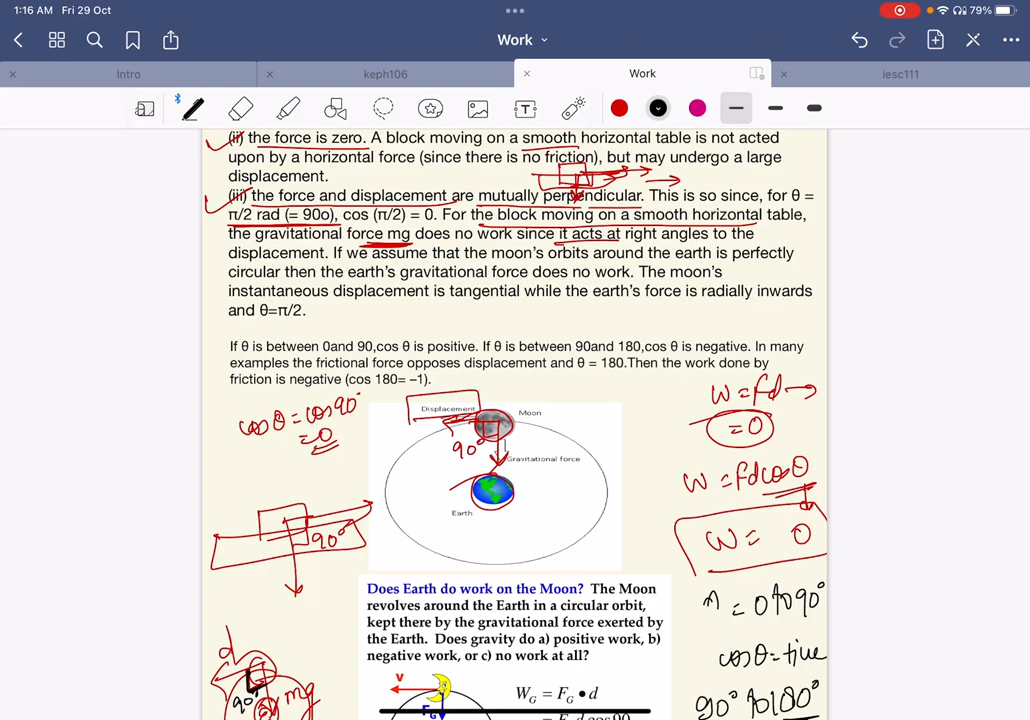 1:16 AM Fri 29 Oct
79%
Work
Intro
keph106
Work
iesc111
(ii) the force is zero. A block moving on a smooth horizontal table is not acted
upon by a horizontal force (since there is no friction), but may undergo a large
displacement.
(iii) the force and displacement are mutually perpendicular. This is so since, for θ =
π/2 rad (= 90o), cos (π/2) = 0. For the block moving on a smooth horizontal table,
the gravitational force mg does no work since it acts at right angles to the
displacement. If we assume that the moon's orbits around the earth is perfectly
circular then the earth's gravitational force does no work. The moon's
instantaneous displacement is tangential while the earth's force is radially inwards
and θ=π/2.
If θ is between 0and 90,cos θ is positive. If θ is between 90and 180,cos θ is negative. In many
examples the frictional force opposes displacement and θ = 180.Then the work done by
friction is negative (cos 180= –1).
cosθ = cos90°
=0
Displacement
Moon
90°
Gravitational force
Earth
W = Fd
=0
W = Fdcosθ
W = 0
90°
= 0 to 90°
cosθ = +ive
90° to 180°
Does Earth do work on the Moon? The Moon
revolves around the Earth in a circular orbit,
kept there by the gravitational force exerted by
the Earth. Does gravity do a) positive work, b)
negative work, or c) no work at all?
d
90°
mg
v
F_G
W_G = F_G • d